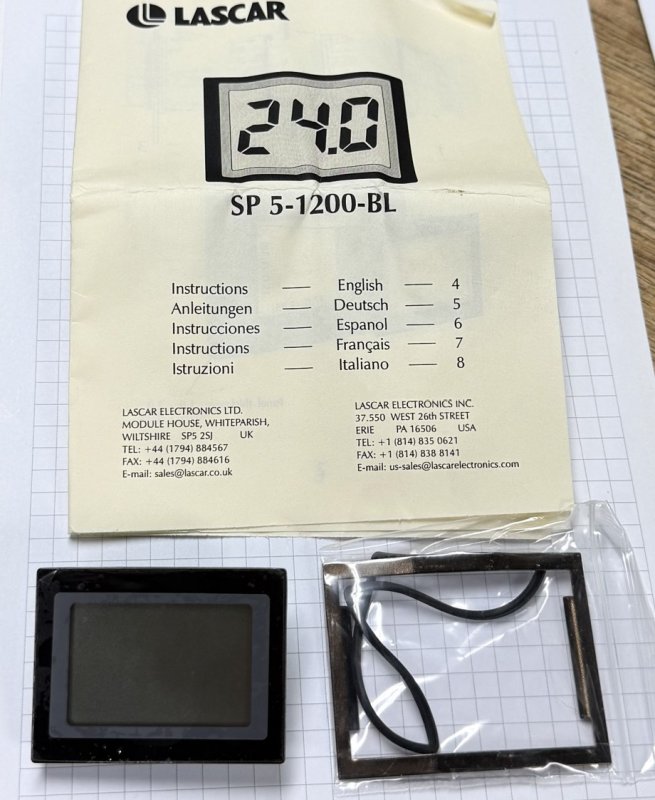 LASCAR
24.0
SP 5-1200-BL
Instructions — English — 4
Anleitungen — Deutsch — 5
Instrucciones — Espanol — 6
Instructions — Français — 7
Istruzioni — Italiano — 8
LASCAR ELECTRONICS LTD.
MODULE HOUSE, WHITEPARISH,
WILTSHIRE SP5 2SJ UK
TEL: +44 (1794) 884567
FAX: +44 (1794) 884616
E-mail: sales@lascar.co.uk
LASCAR ELECTRONICS INC.
37.550 WEST 26th STREET
ERIE PA 16506 USA
TEL: +1 (814) 835 0621
FAX: +1 (814) 838 8141
E-mail: us-sales@lascarelectronics.com